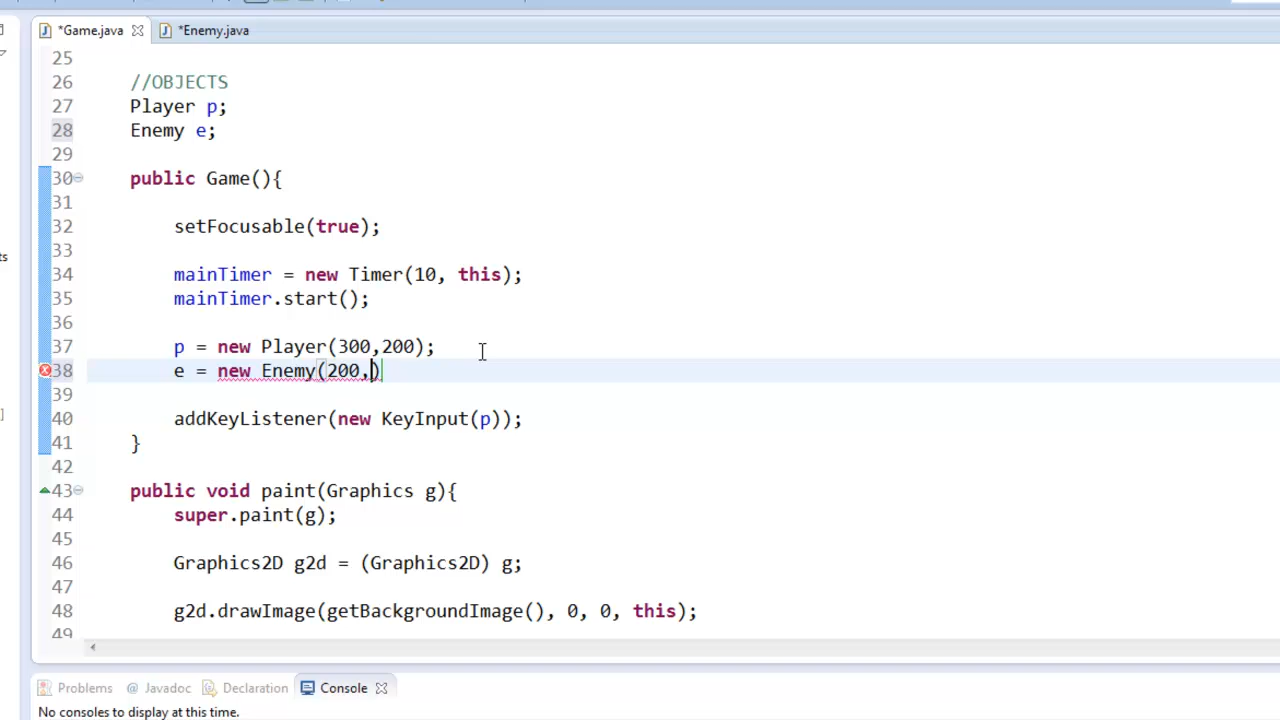 *Game.java
*Enemy.java
25
26 //OBJECTS
27 Player p;
28 Enemy e;
29
30 public Game(){
31
32 setFocusable(true);
33
34 mainTimer = new Timer(10, this);
35 mainTimer.start();
36
37 p = new Player(300,200);
38 e = new Enemy(200,)
39
40 addKeyListener(new KeyInput(p));
41 }
42
43 public void paint(Graphics g){
44 super.paint(g);
45
46 Graphics2D g2d = (Graphics2D) g;
47
48 g2d.drawImage(getBackgroundImage(), 0, 0, this);
49
ts
]
Problems @ Javadoc Declaration Console
No consoles to display at this time.